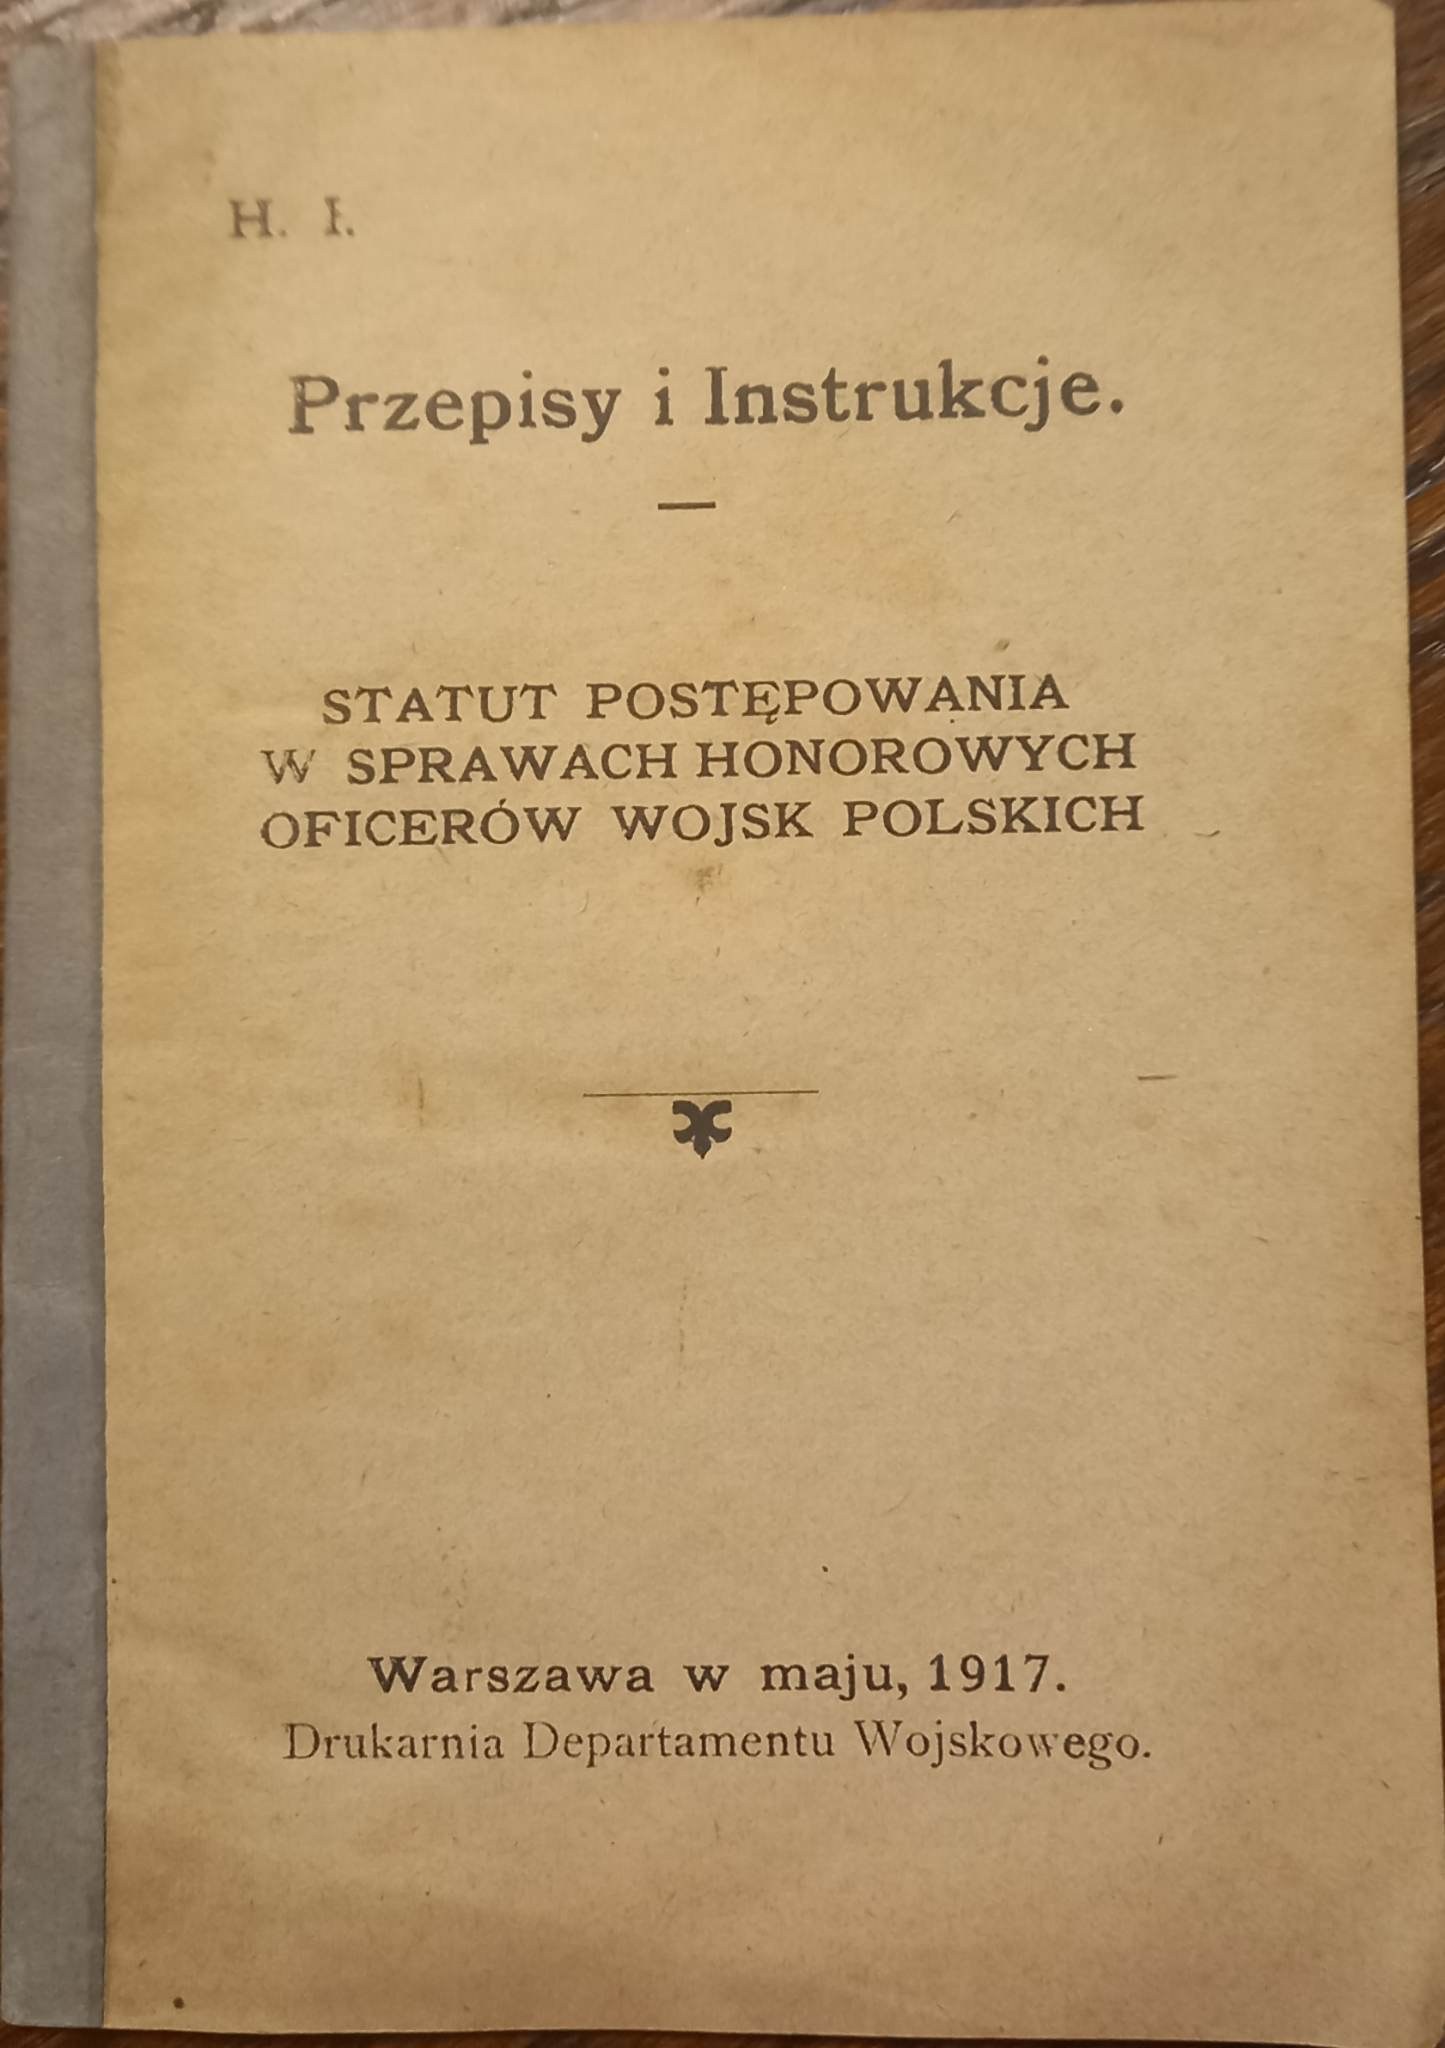 H. I.
Przepisy i Instrukcje.
STATUT POSTĘPOWANIA
W SPRAWACH HONOROWYCH
OFICERÓW WOJSK POLSKICH
Warszawa w maju, 1917.
Drukarnia Departamentu Wojskowego.